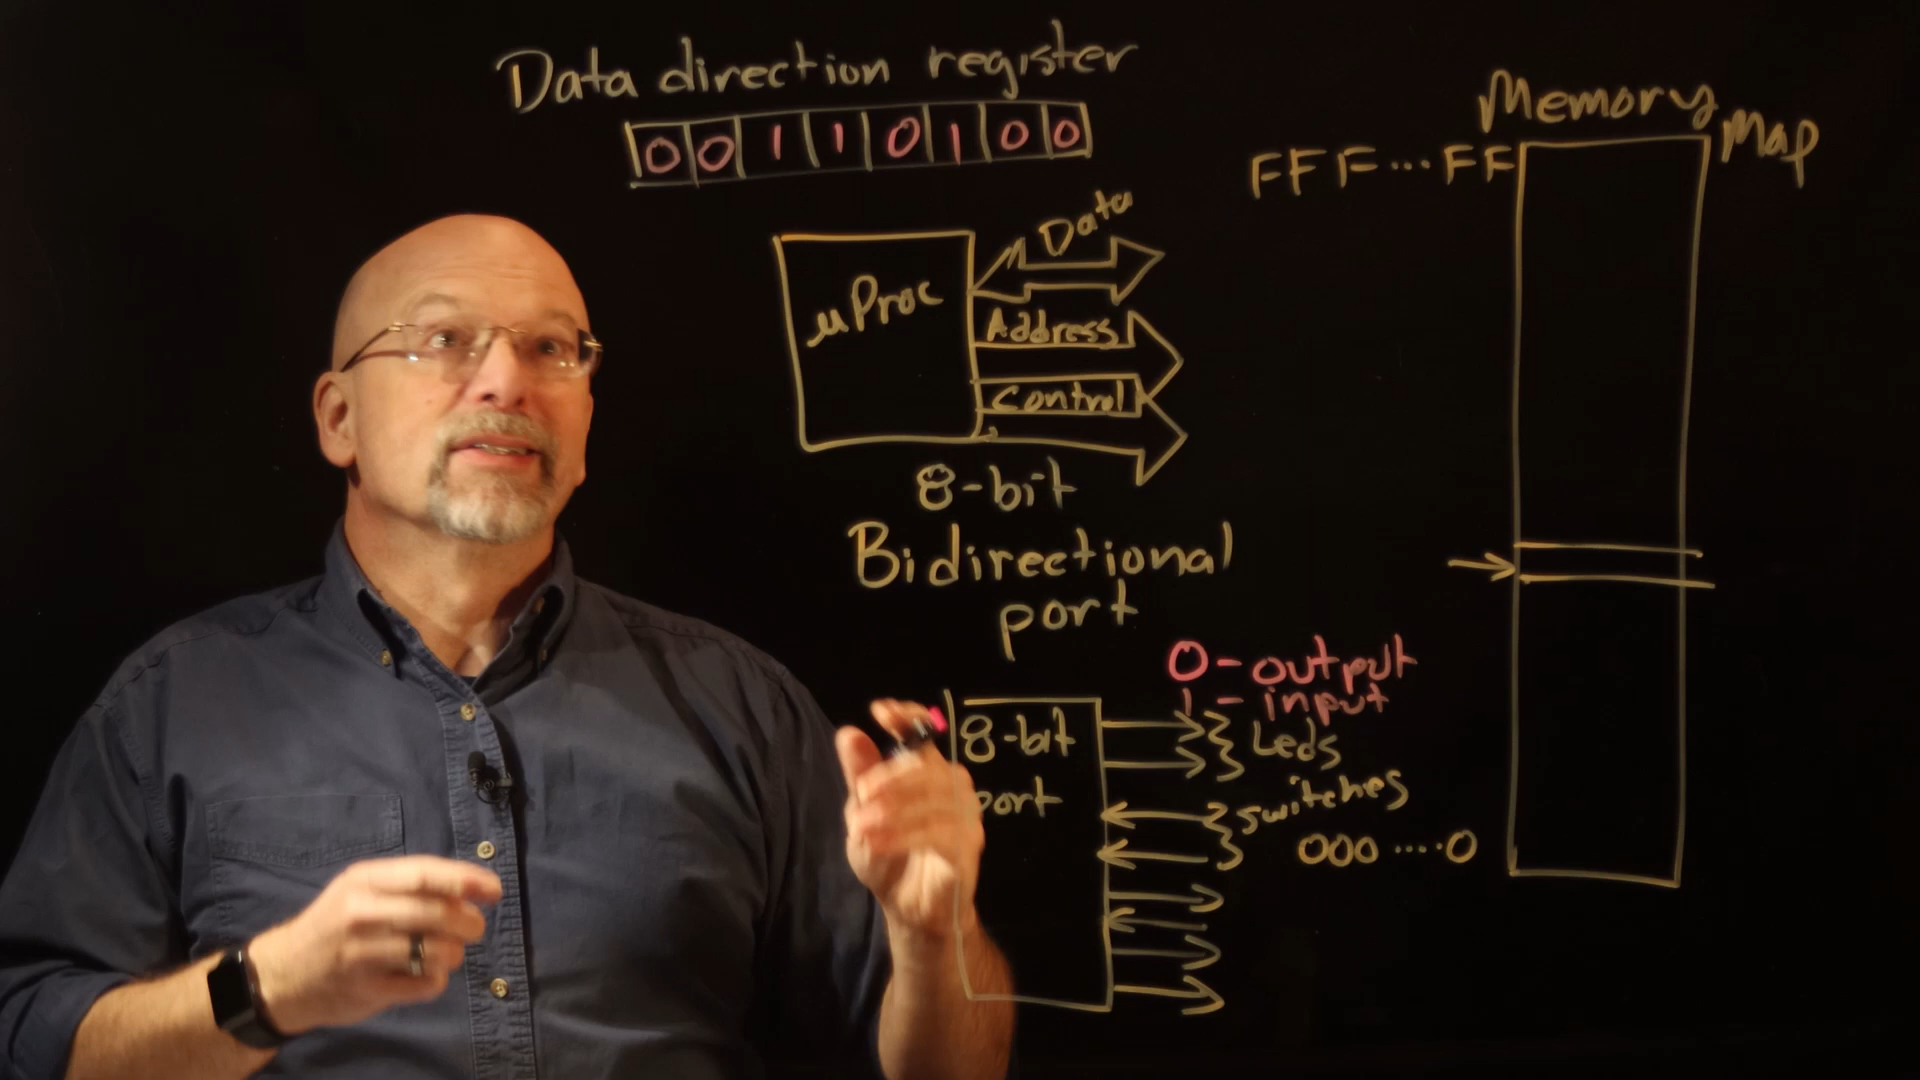 Data direction register
0 0 1 1 0 1 0 0
Memory
Map
FFF...FF
Data
μProc
Address
Control
8-bit
Bidirectional
port
0 - output
1 - input
8-bit
port
Leds
switches
000....0